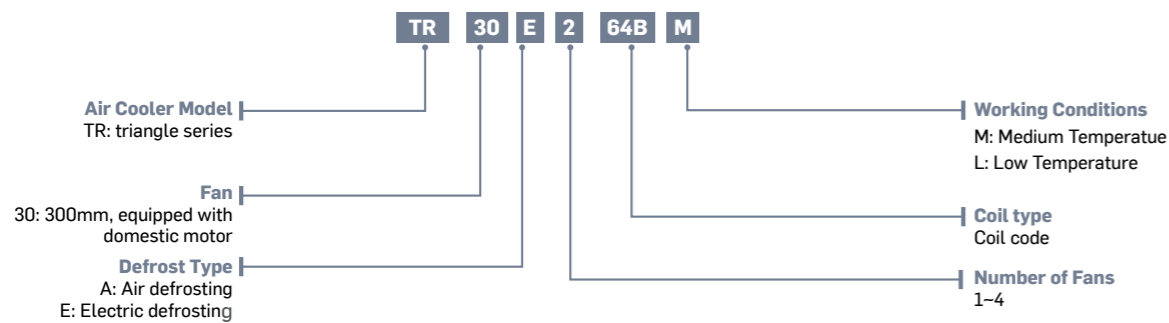 TR 30 E 2 64B M
Air Cooler Model
TR: triangle series
Fan
30: 300mm, equipped with
domestic motor
Defrost Type
A: Air defrosting
E: Electric defrosting
Working Conditions
M: Medium Temperatue
L: Low Temperature
Coil type
Coil code
Number of Fans
1~4